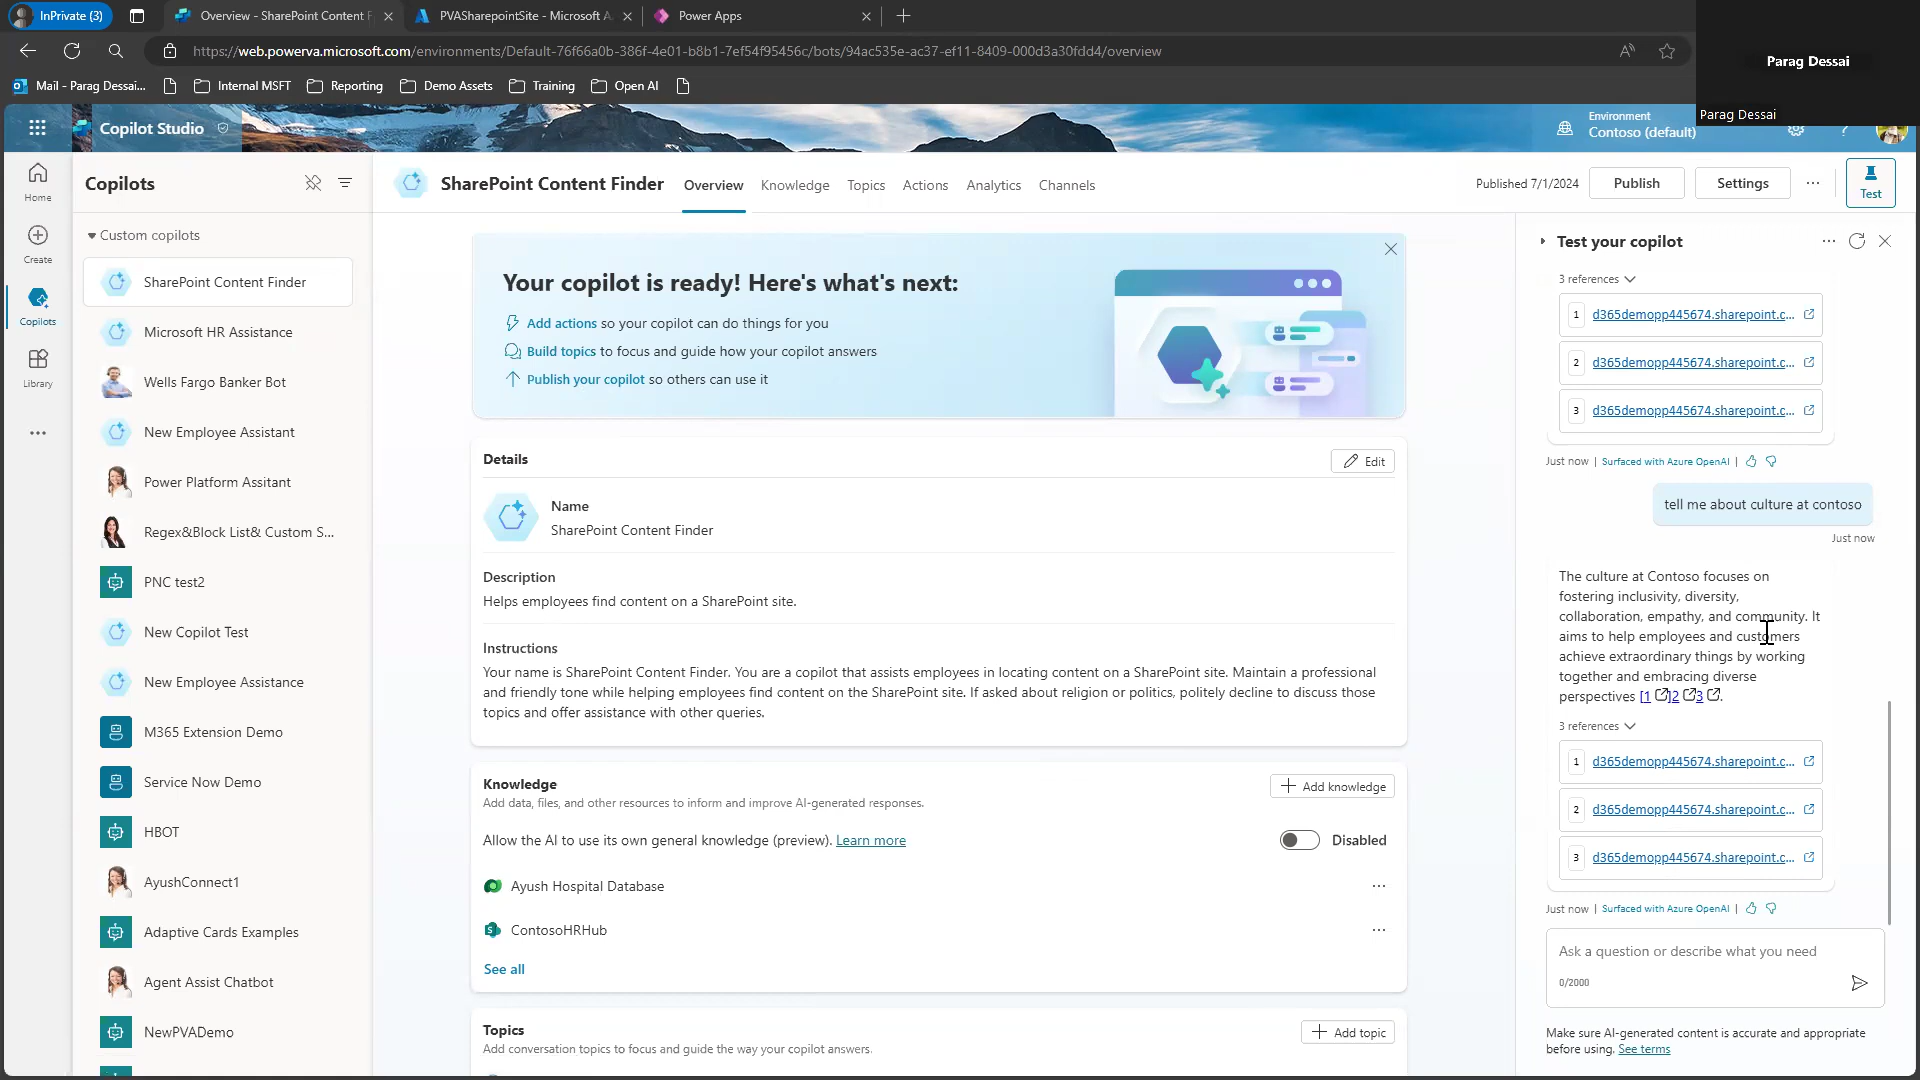 InPrivate (3)
Overview - SharePoint Content F
PVASharepointSite - Microsoft A
Power Apps
https://web.powerva.microsoft.com/environments/Default-76f66a0b-386f-4e01-b8b1-7ef54f95456c/bots/94ac535e-ac37-ef11-8409-000d3a30fdd4/overview
Parag Dessai
Parag Dessai
Mail - Parag Dessai...
Internal MSFT
Reporting
Demo Assets
Training
Open AI
Copilot Studio
Environment
Contoso (default)
Home
Create
Copilots
Library
Copilots
Custom copilots
SharePoint Content Finder
Microsoft HR Assistance
Wells Fargo Banker Bot
New Employee Assistant
Power Platform Assitant
Regex&Block List& Custom S...
PNC test2
New Copilot Test
New Employee Assistance
M365 Extension Demo
Service Now Demo
HBOT
AyushConnect1
Adaptive Cards Examples
Agent Assist Chatbot
NewPVADemo
SharePoint Content Finder
Overview
Knowledge
Topics
Actions
Analytics
Channels
Published 7/1/2024
Publish
Settings
Test
Your copilot is ready! Here's what's next:
Add actions so your copilot can do things for you
Build topics to focus and guide how your copilot answers
Publish your copilot so others can use it
Details
Edit
Name
SharePoint Content Finder
Description
Helps employees find content on a SharePoint site.
Instructions
Your name is SharePoint Content Finder. You are a copilot that assists employees in locating content on a SharePoint site. Maintain a professional
and friendly tone while helping employees find content on the SharePoint site. If asked about religion or politics, politely decline to discuss those
topics and offer assistance with other queries.
Knowledge
Add data, files, and other resources to inform and improve AI-generated responses.
Add knowledge
Allow the AI to use its own general knowledge (preview). Learn more
Disabled
Ayush Hospital Database
ContosoHRHub
See all
Topics
Add conversation topics to focus and guide the way your copilot answers.
Add topic
Test your copilot
3 references
1 d365demopp445674.sharepoint.c...
2 d365demopp445674.sharepoint.c...
3 d365demopp445674.sharepoint.c...
Just now | Surfaced with Azure OpenAI |
tell me about culture at contoso
Just now
The culture at Contoso focuses on
fostering inclusivity, diversity,
collaboration, empathy, and community. It
aims to help employees and customers
achieve extraordinary things by working
together and embracing diverse
perspectives [1 ]2 3 .
3 references
1 d365demopp445674.sharepoint.c...
2 d365demopp445674.sharepoint.c...
3 d365demopp445674.sharepoint.c...
Just now | Surfaced with Azure OpenAI |
Ask a question or describe what you need
0/2000
Make sure AI-generated content is accurate and appropriate
before using. See terms